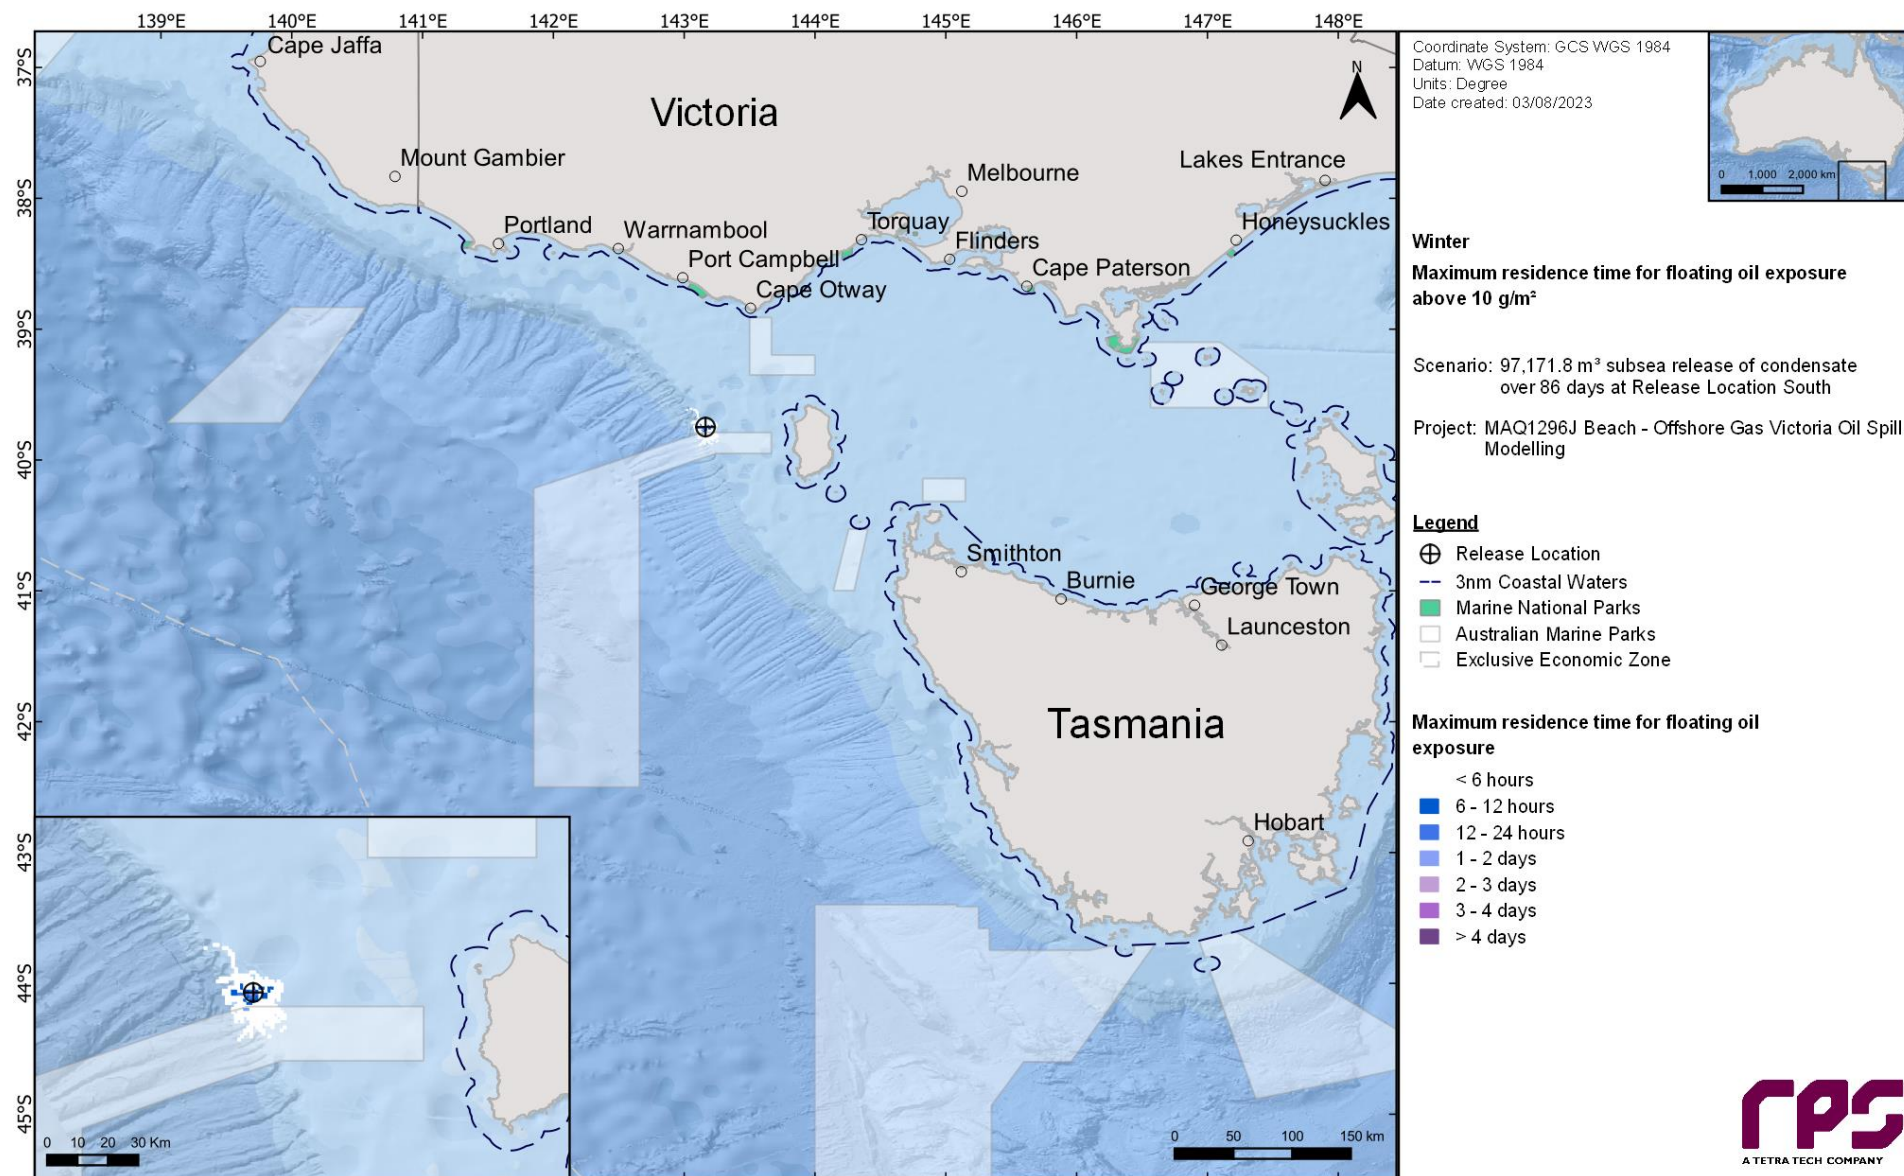 139°E 140°E 141°E 142°E 143°E 144°E 145°E 146°E 147°E 148°E
37°S
38°S
39°S
40°S
41°S
42°S
43°S
44°S
45°S
Cape Jaffa
Victoria
N
Mount Gambier
Melbourne
Lakes Entrance
Portland
Warrnambool
Torquay
Honeysuckles
Port Campbell
Flinders
Cape Otway
Cape Paterson
Smithton
Burnie
George Town
Launceston
Tasmania
Hobart
0 10 20 30 Km
0 50 100 150 km
Coordinate System: GCS WGS 1984
Datum: WGS 1984
Units: Degree
Date created: 03/08/2023
0 1,000 2,000 km
Winter
Maximum residence time for floating oil exposure
above 10 g/m²
Scenario: 97,171.8 m³ subsea release of condensate
over 86 days at Release Location South
Project: MAQ1296J Beach - Offshore Gas Victoria Oil Spill
Modelling
Legend
Release Location
3nm Coastal Waters
Marine National Parks
Australian Marine Parks
Exclusive Economic Zone
Maximum residence time for floating oil
exposure
< 6 hours
6 - 12 hours
12 - 24 hours
1 - 2 days
2 - 3 days
3 - 4 days
> 4 days
rps
A TETRA TECH COMPANY